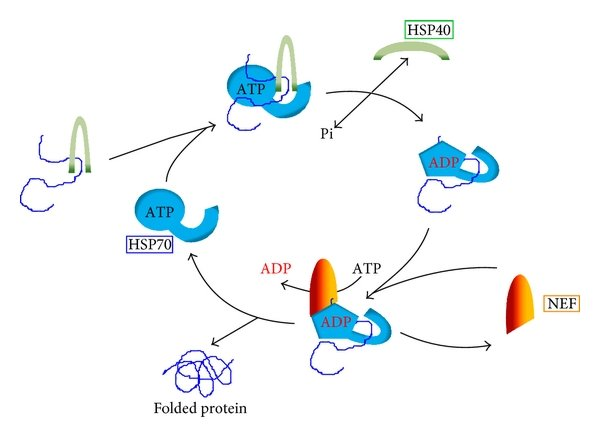 HSP40
ATP
Pi
ADP
ATP
HSP70
ADP
ATP
NEF
ADP
Folded protein